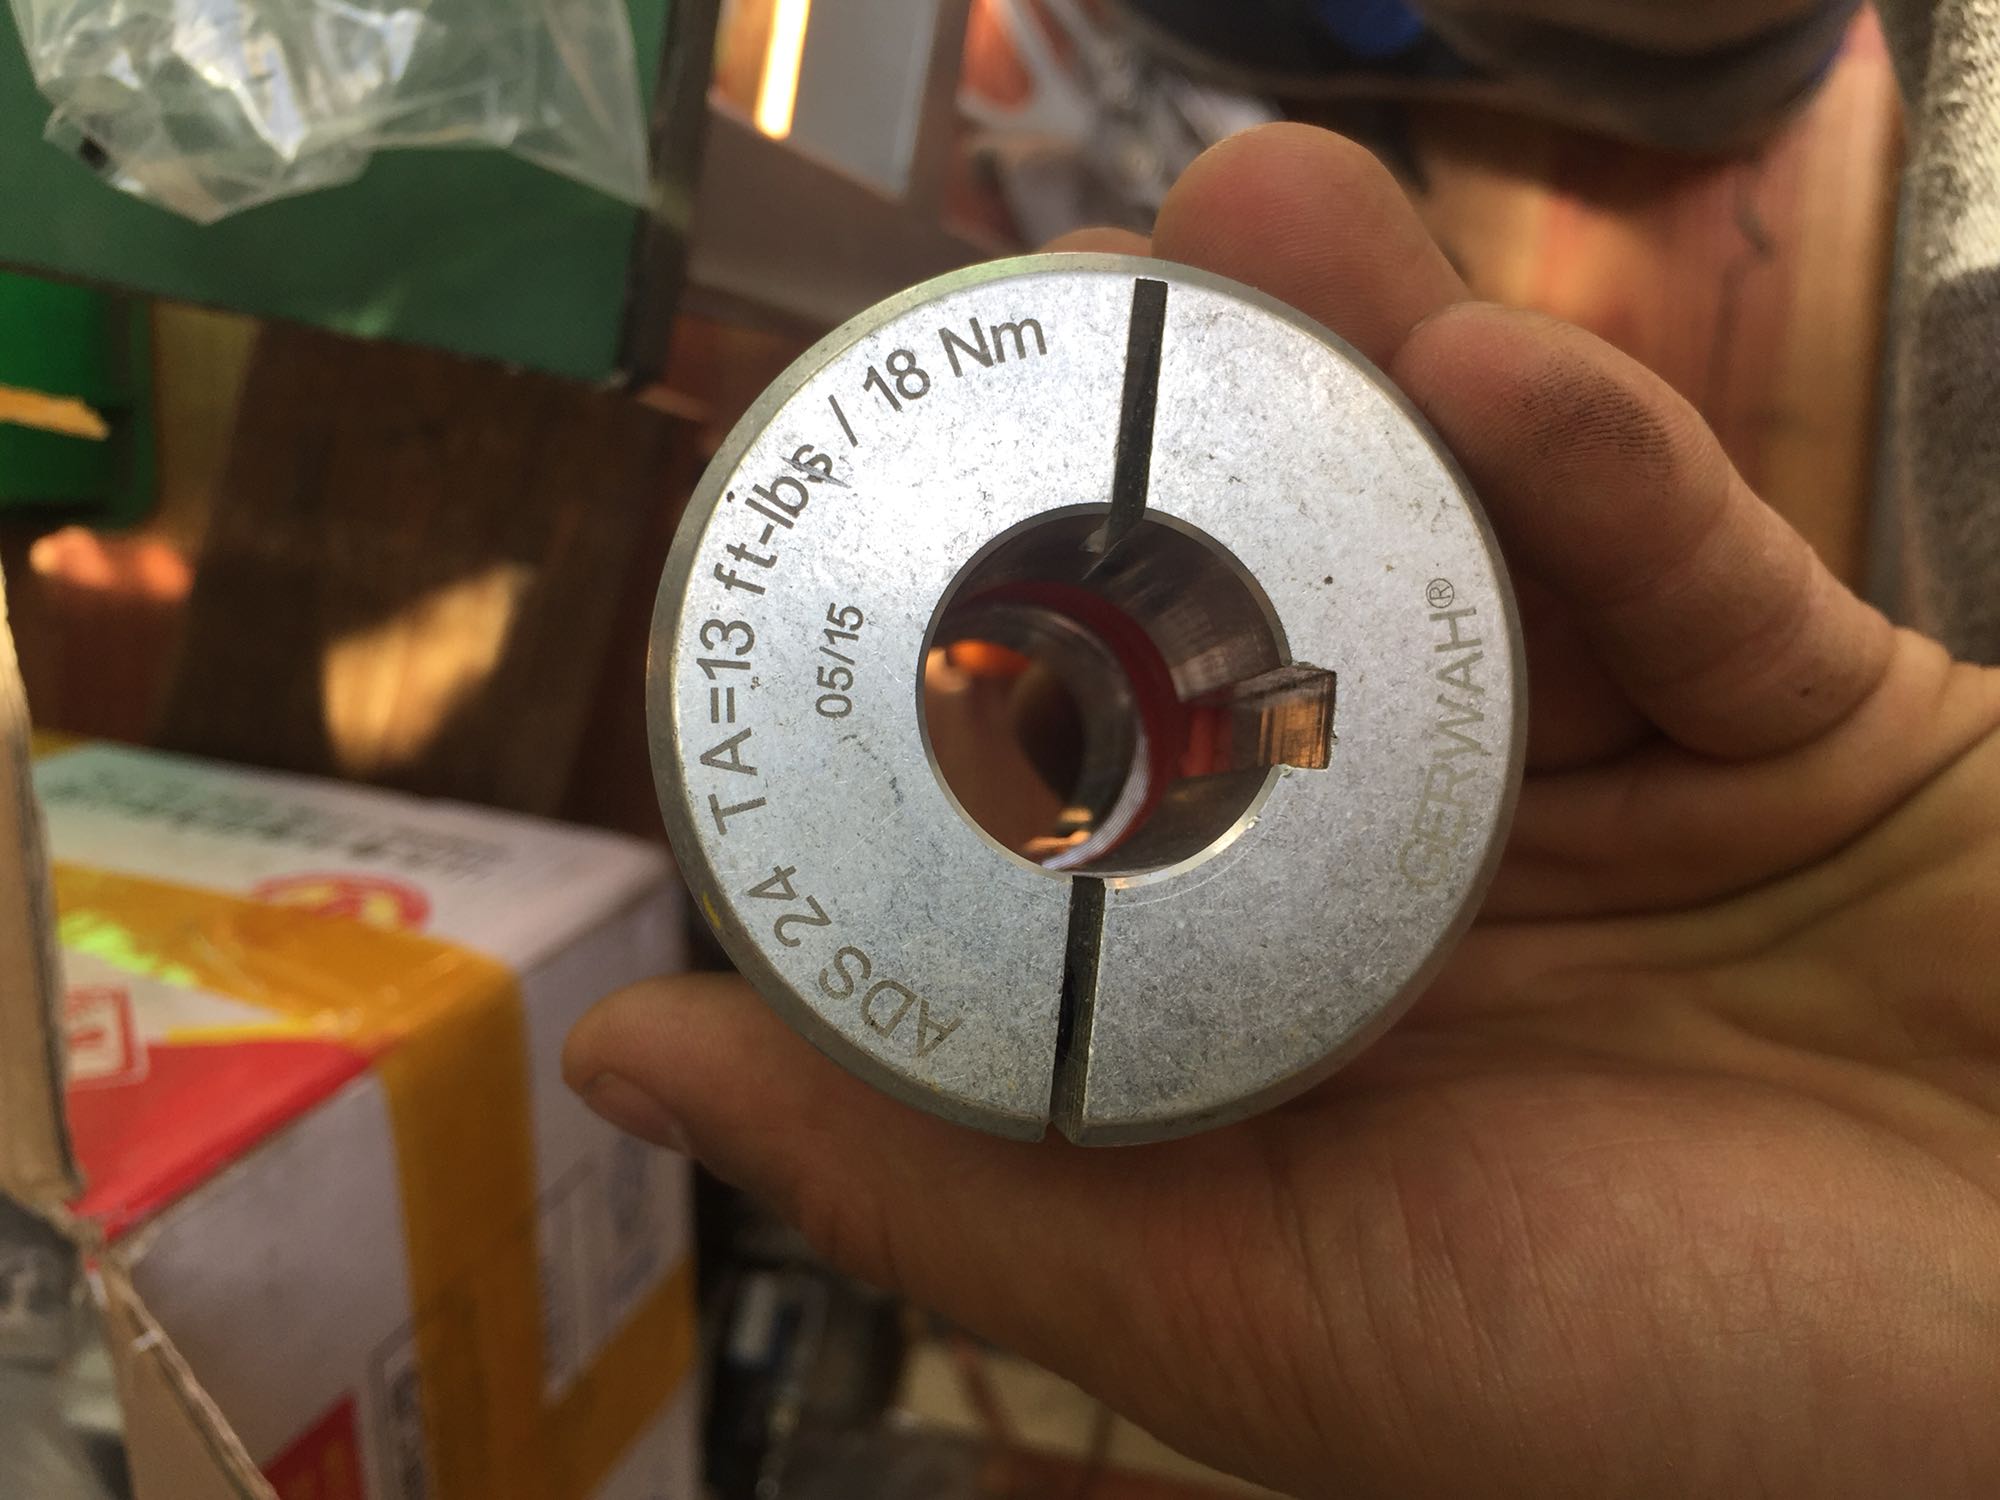 ADS 24 TA=13 ft-lbs / 18 Nm
05/15
GERWAH®